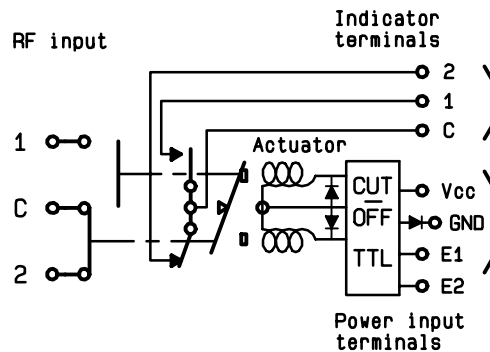 Indicator
terminals
RF input
2
1
C
Actuator
1
C
2
CUT
OFF
TTL
Vcc
GND
E1
E2
Power input
terminals